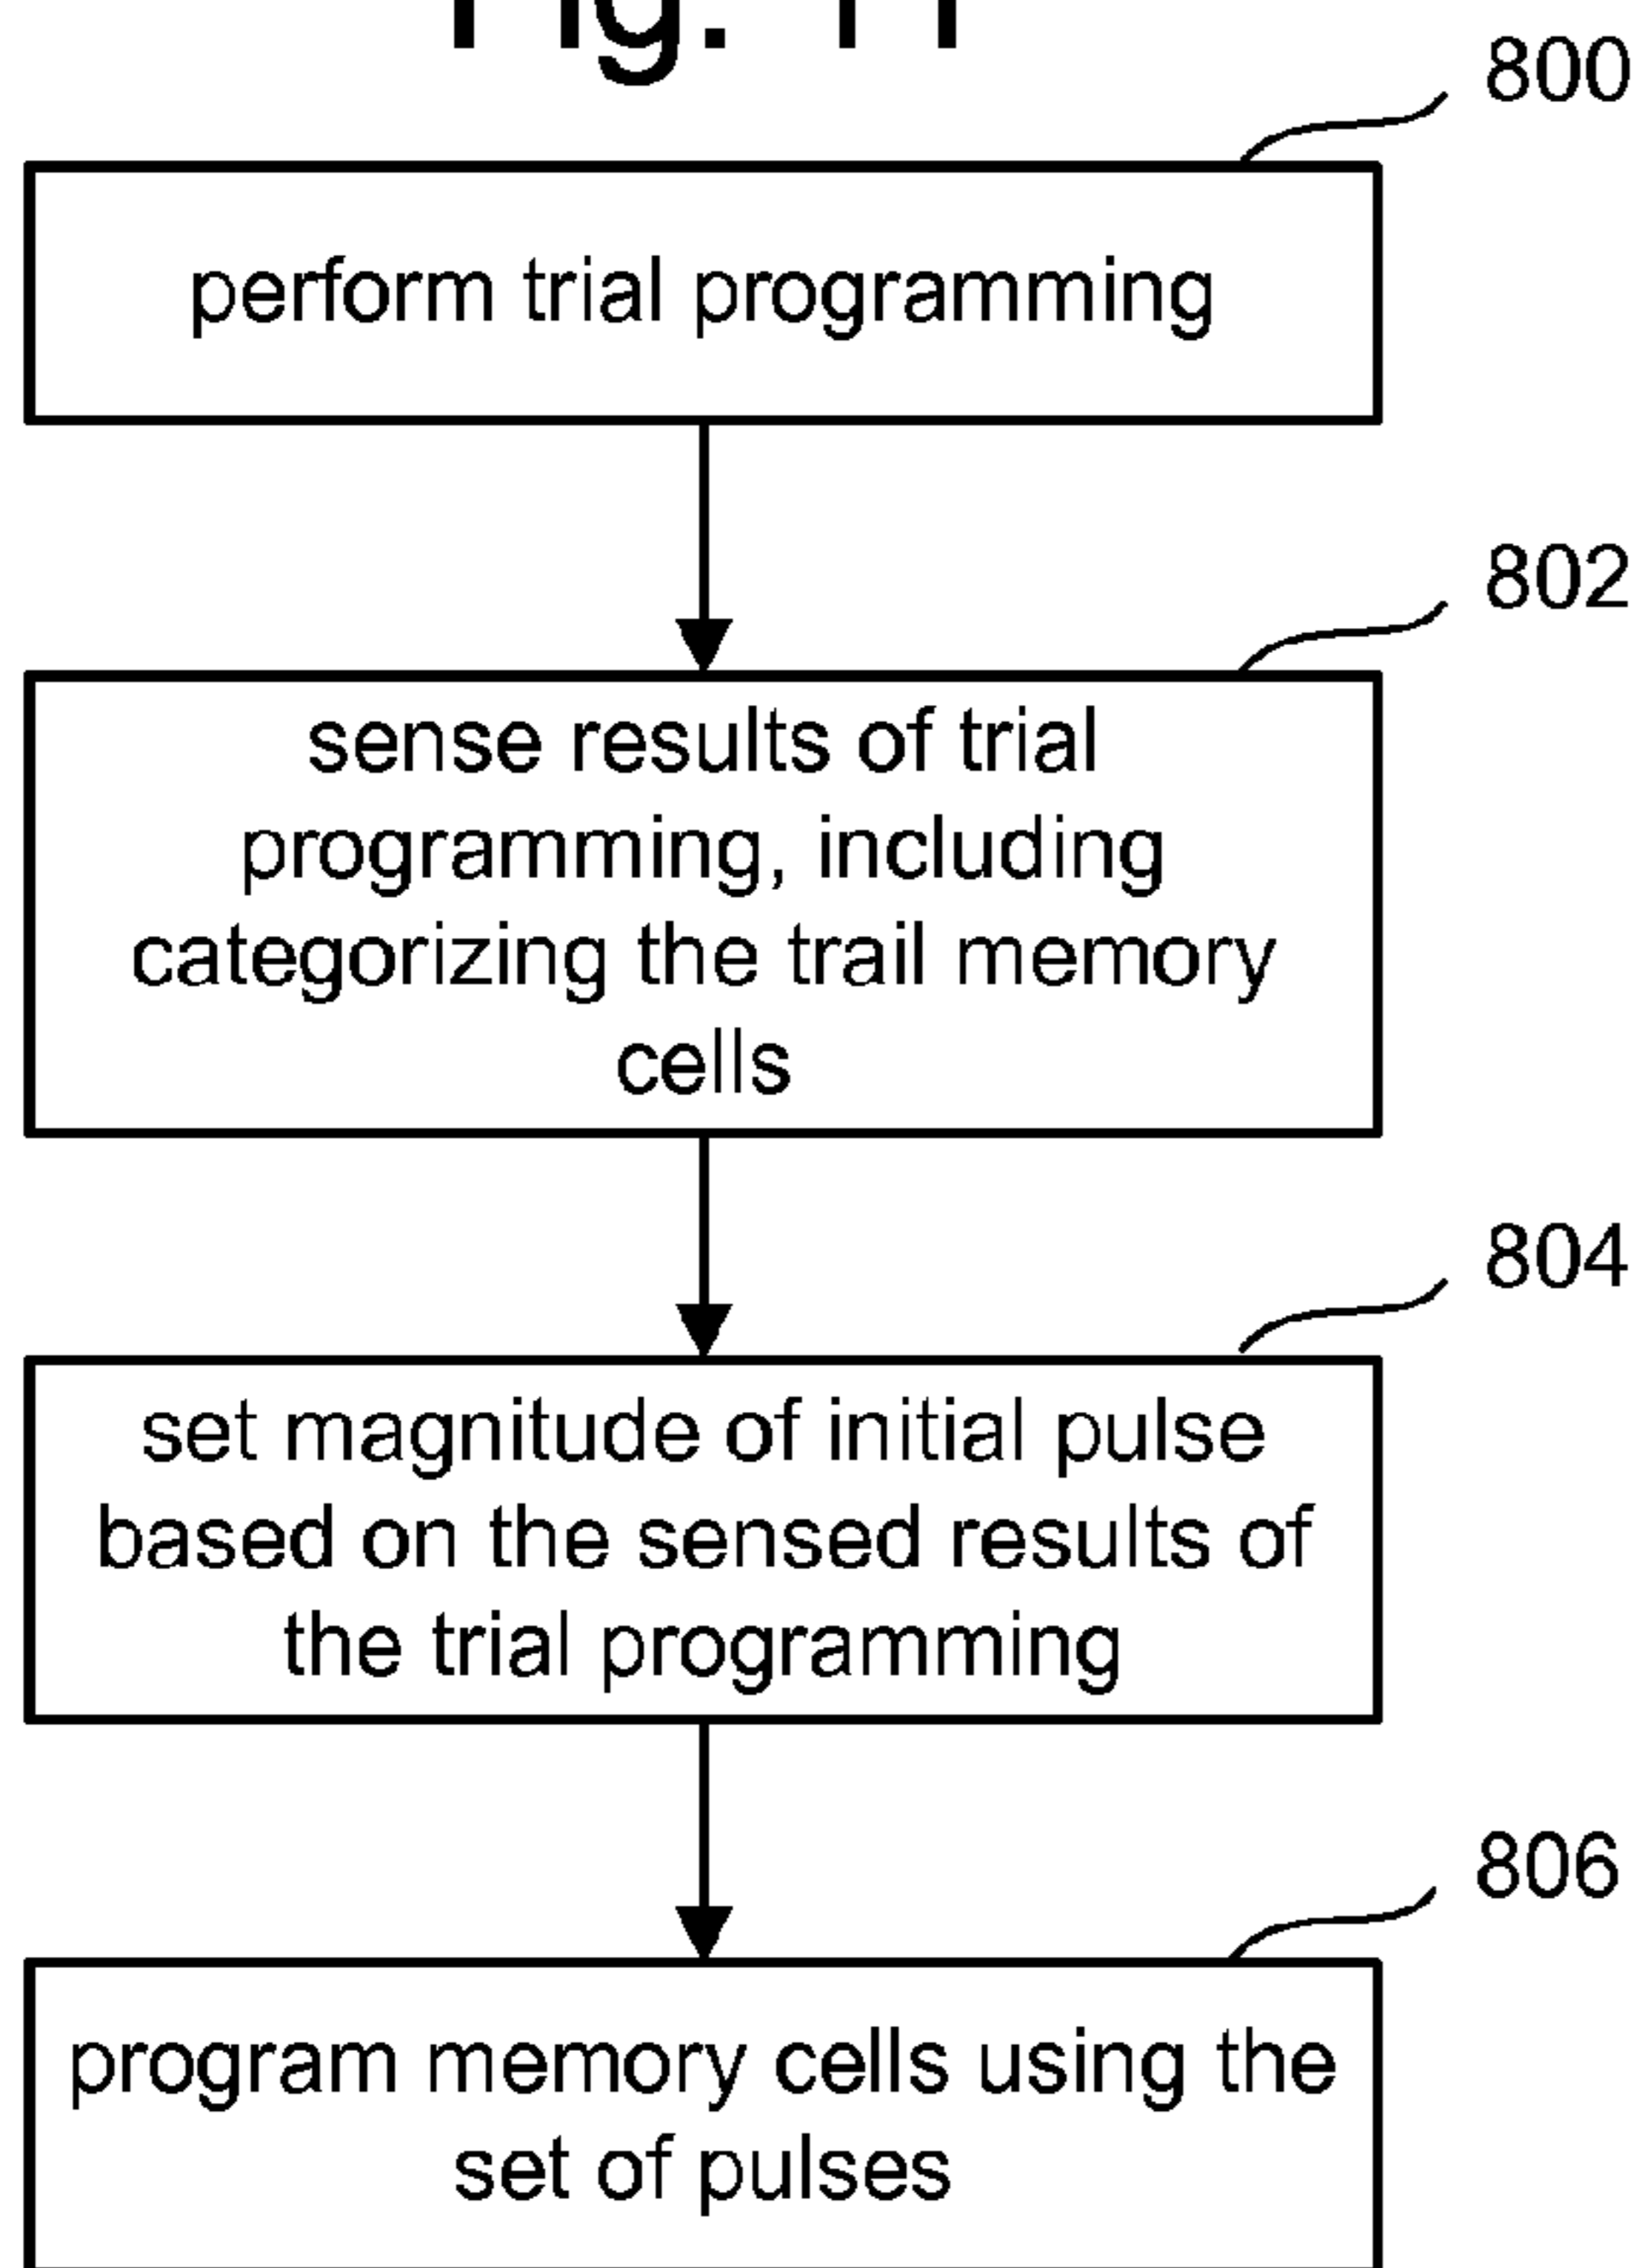 Fig. 11
800
perform trial programming
802
sense results of trial
programming, including
categorizing the trail memory
cells
804
set magnitude of initial pulse
based on the sensed results of
the trial programming
806
program memory cells using the
set of pulses